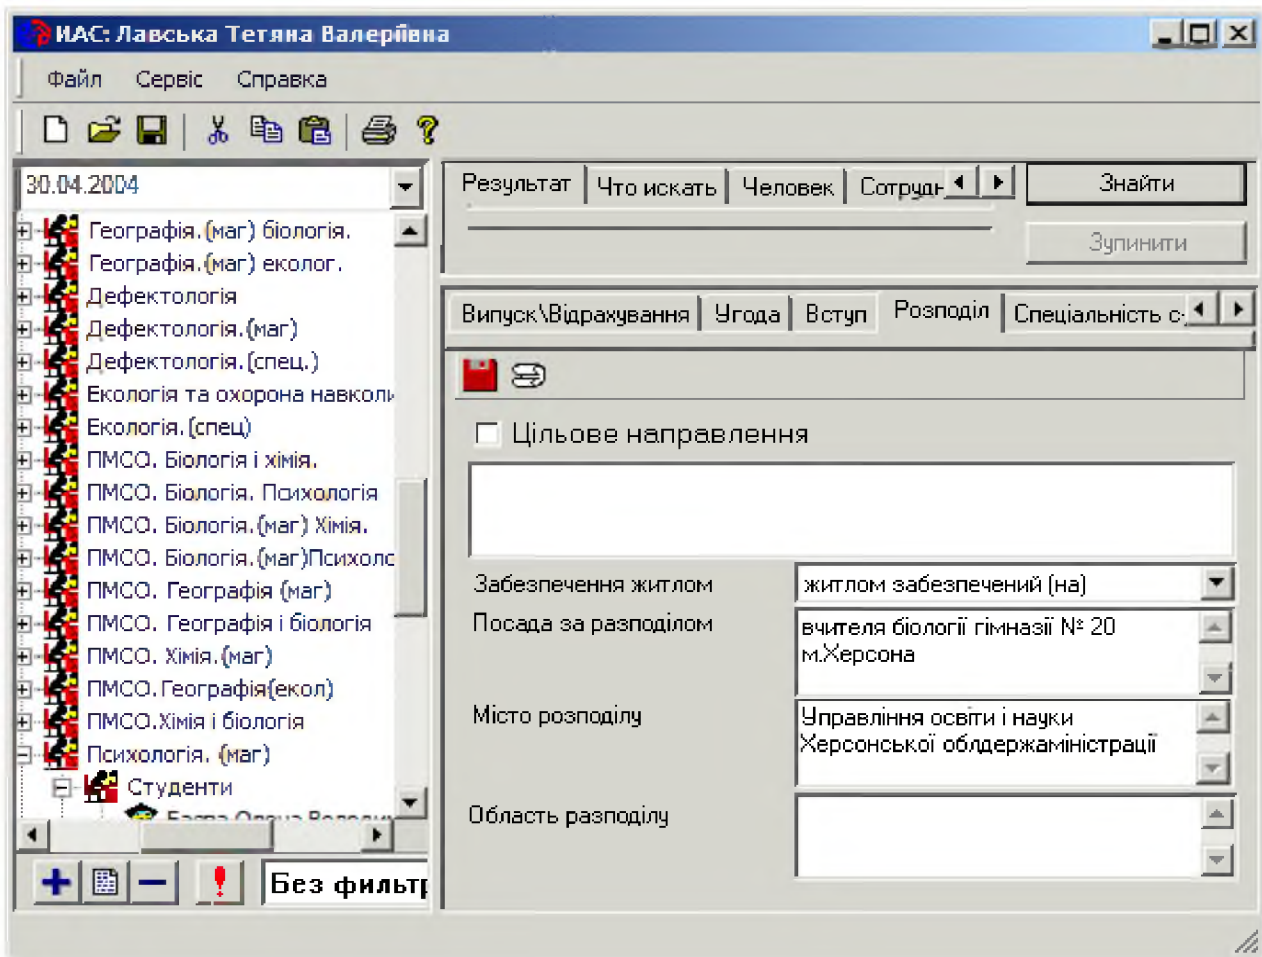 ИАС: Лавська Тетяна Валеріївна
Файл Сервіс Справка
30.04.2004
Географія.(маг) біологія.
Географія.(маг) еколог.
Дефектологія
Дефектологія.(маг)
Дефектологія.(спец.)
Екологія та охорона навколи
Екологія.(спец)
ПМСО. Біологія і хімія.
ПМСО. Біологія. Психологія
ПМСО. Біологія.(маг) Хімія.
ПМСО. Біологія.(маг)Психоло
ПМСО. Географія (маг)
ПМСО. Географія і біологія
ПМСО. Хімія.(маг)
ПМСО.Географія(екол)
ПМСО.Хімія і біологія
Психологія. (маг)
Студенти
Без фильтр
Результат Что искать Человек Сотрудн
Знайти
Зупинити
Випуск\Відрахування Угода Вступ Розподіл Спеціальність с
Цільове направлення
Забезпечення житлом
житлом забезпечений (на)
Посада за разподілом
вчителя біології гімназії № 20
м.Херсона
Місто розподілу
Управління освіти і науки
Херсонської облдержаміністрації
Область разподілу